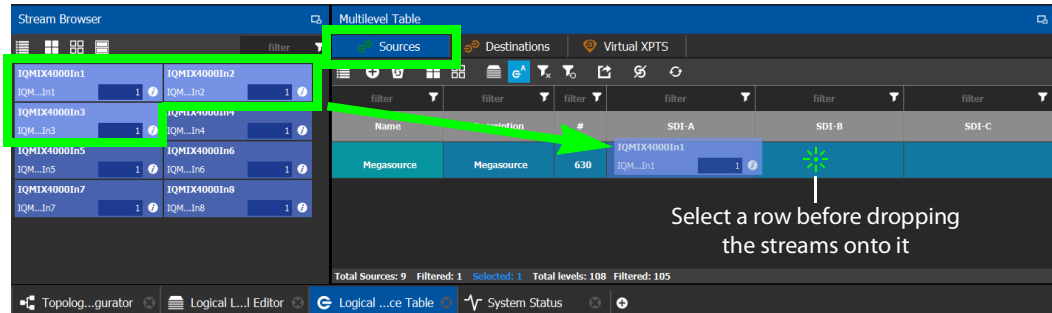 Stream Browser
Multilevel Table
filter
Sources
Destinations
Virtual XPTS
IQMIX4000In1
IQM...In1 1
IQMIX4000In2
IQM...In2 1
IQMIX4000In3
IQM...In3 1
IQMIX4000In4
IQM...In4 1
IQMIX4000In5
IQM...In5 1
IQMIX4000In6
IQM...In6 1
IQMIX4000In7
IQM...In7 1
IQMIX4000In8
IQM...In8 1
filter filter filter filter filter filter
Name Description # SDI-A SDI-B SDI-C
Megasource Megasource 630
IQMIX4000In1
IQM...In1 1
Select a row before dropping
the streams onto it
Total Sources: 9 Filtered: 1 Selected: 1 Total levels: 108 Filtered: 105
Topolog...gurator
Logical L...l Editor
Logical ...ce Table
System Status